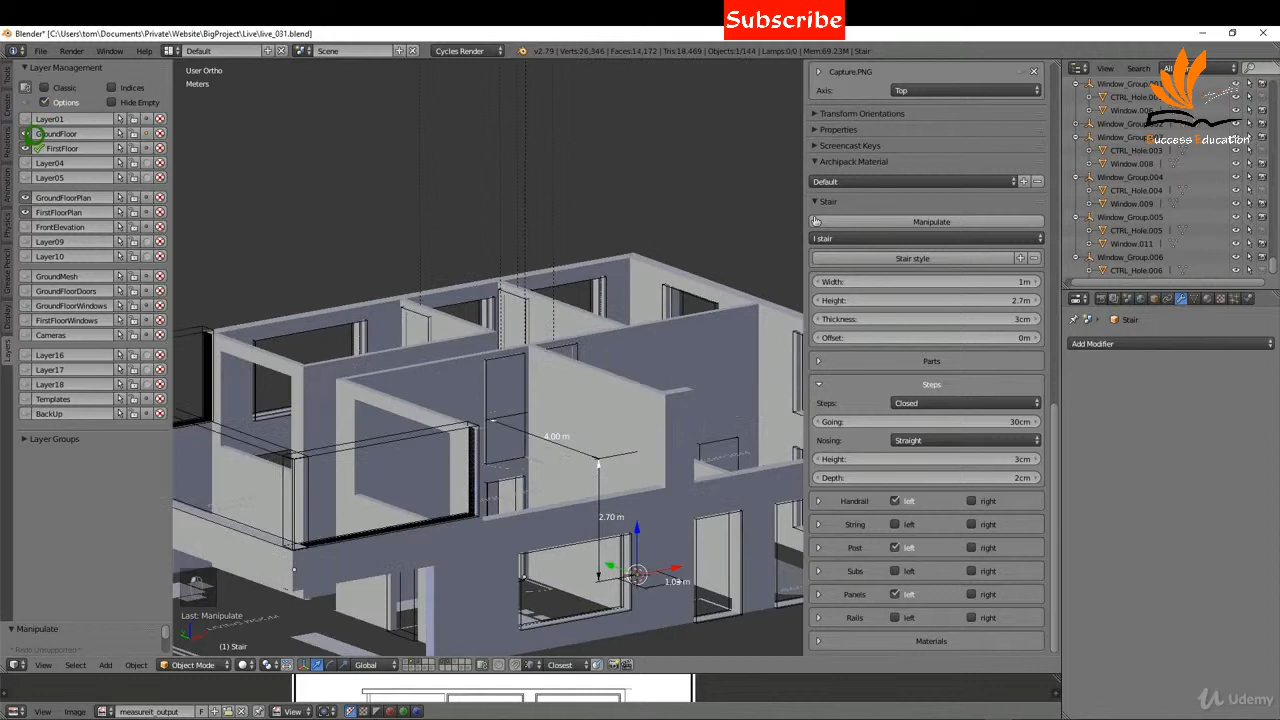 Subscribe
Blender* [C:\Users\tom\Documents\Private\Website\BigProject\Live\live_031.blend]
File Render Window Help Default Scene Cycles Render v2.79 | Verts:26,346 | Faces:14,172 | Tris:18,469 | Objects:1/144 | Lamps:0/0 | Mem:69.23M | Stair
Layer Management
Classic Indices
Options Hide Empty
Layer01
GroundFloor
FirstFloor
Layer04
Layer05
GroundFloorPlan
FirstFloorPlan
FrontElevation
Layer09
Layer10
GroundMesh
GroundFloorDoors
GroundFloorWindows
FirstFloorWindows
Cameras
Layer16
Layer17
Layer18
Templates
BackUp
Layer Groups
Manipulate
Tools
Create
Relations
Animation
Physics
Grease Pencil
Display
Layers
User Ortho
Meters
4.00 m
2.70 m
Last: Manipulate
(1) Stair
View Select Add Object Object Mode Global Closest
View Image measureit_output F View
Capture.PNG
Axis: Top
Transform Orientations
Properties
Screencast Keys
Archipack Material
Default
Stair
Manipulate
I stair
Stair style
Width: 1m
Height: 2.7m
Thickness: 3cm
Offset: 0m
Parts
Steps
Steps: Closed
Going: 30cm
Nosing: Straight
Height: 3cm
Depth: 2cm
Handrail left right
String left right
Post left right
Subs left right
Panels left right
Rails left right
Materials
View Search
Success Education
Window.008
Window_Group.004
CTRL_Hole.004
Window.009
Window_Group.005
CTRL_Hole.005
Window.011
Window_Group.006
CTRL_Hole.006
Stair
Add Modifier
Udemy